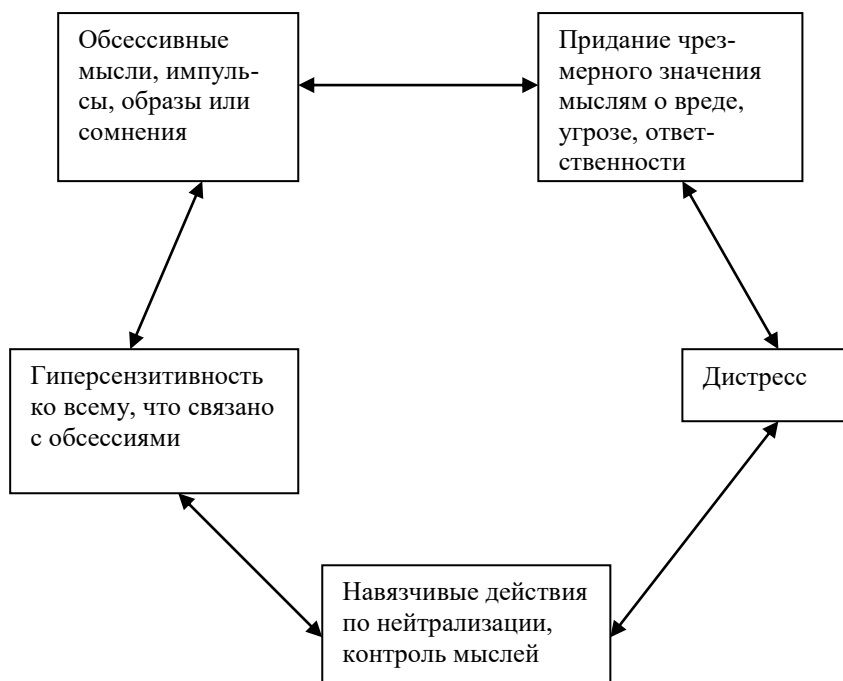 Обсессивные
мысли, импуль-
сы, образы или
сомнения
Придание чрез-
мерного значения
мыслям о вреде,
угрозе, ответ-
ственности
Гиперсензитивность
ко всему, что связано
с обсессиями
Дистресс
Навязчивые действия
по нейтрализации,
контроль мыслей